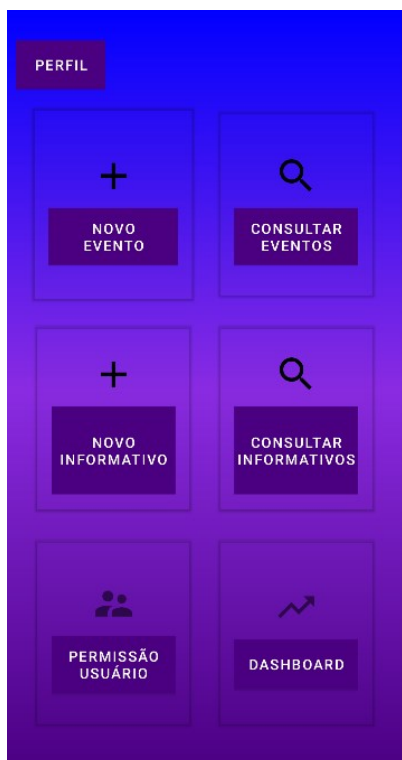 PERFIL
NOVO
EVENTO
CONSULTAR
EVENTOS
NOVO
INFORMATIVO
CONSULTAR
INFORMATIVOS
PERMISSÃO
USUÁRIO
DASHBOARD